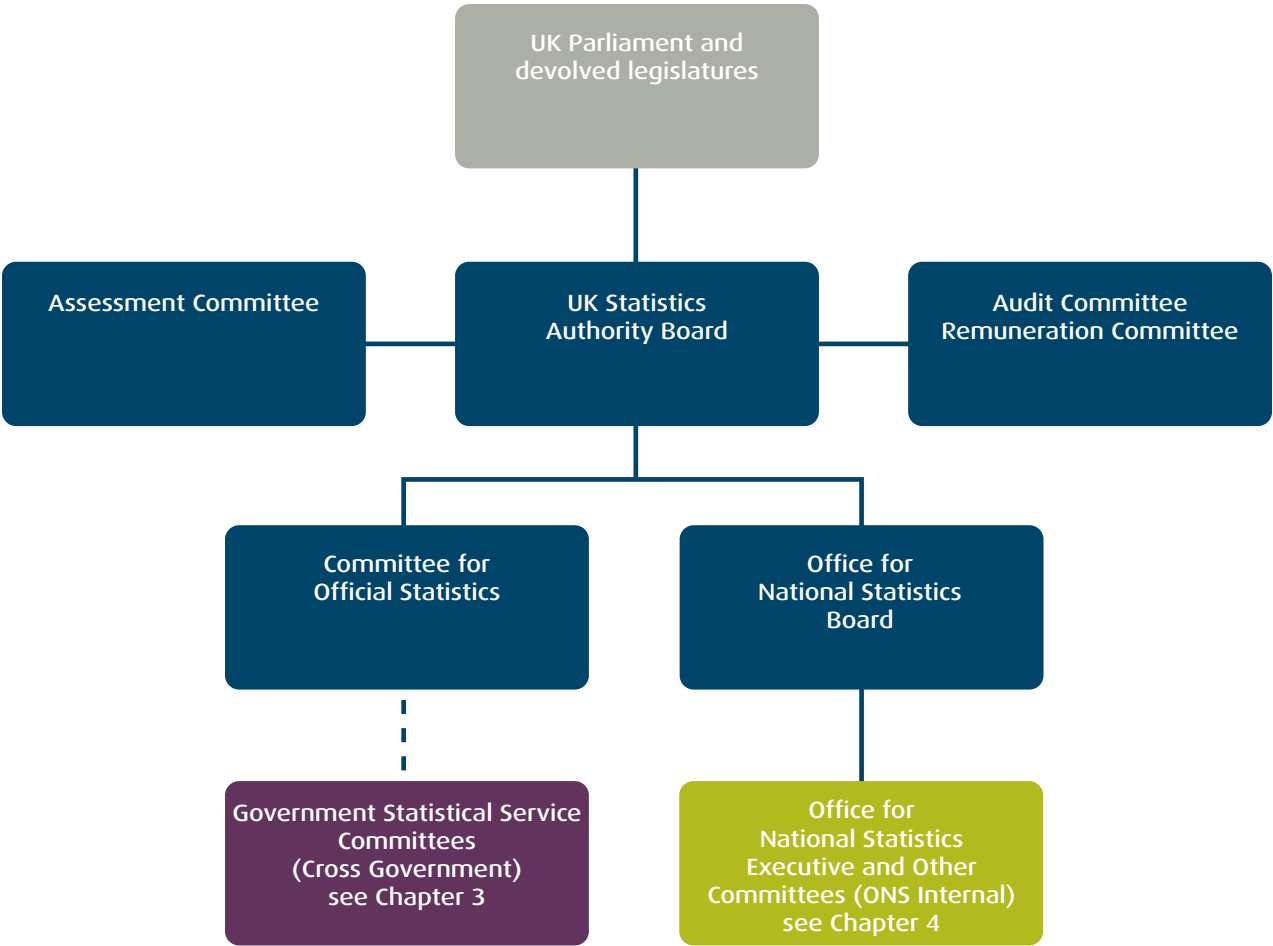 UK Parliament and
devolved legislatures
Assessment Committee
UK Statistics
Authority Board
Audit Committee
Remuneration Committee
Committee for
Official Statistics
Office for
National Statistics
Board
Government Statistical Service
Committees
(Cross Government)
see Chapter 3
Office for
National Statistics
Executive and Other
Committees (ONS Internal)
see Chapter 4